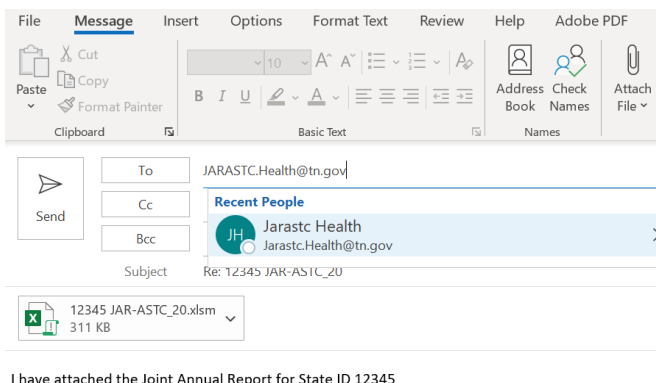 File Message Insert Options Format Text Review Help Adobe PDF
Paste
Cut
Copy
Format Painter
Clipboard
10
A^ Aˇ
B I U A
Basic Text
Address Book
Check Names
Names
Attach File
Send
To JARASTC.Health@tn.gov
Cc
Bcc
Recent People
JH
Jarastc Health
Jarastc.Health@tn.gov
Subject Re: 12345 JAR-ASTC_20
12345 JAR-ASTC_20.xlsm
311 KB
I have attached the Joint Annual Report for State ID 12345